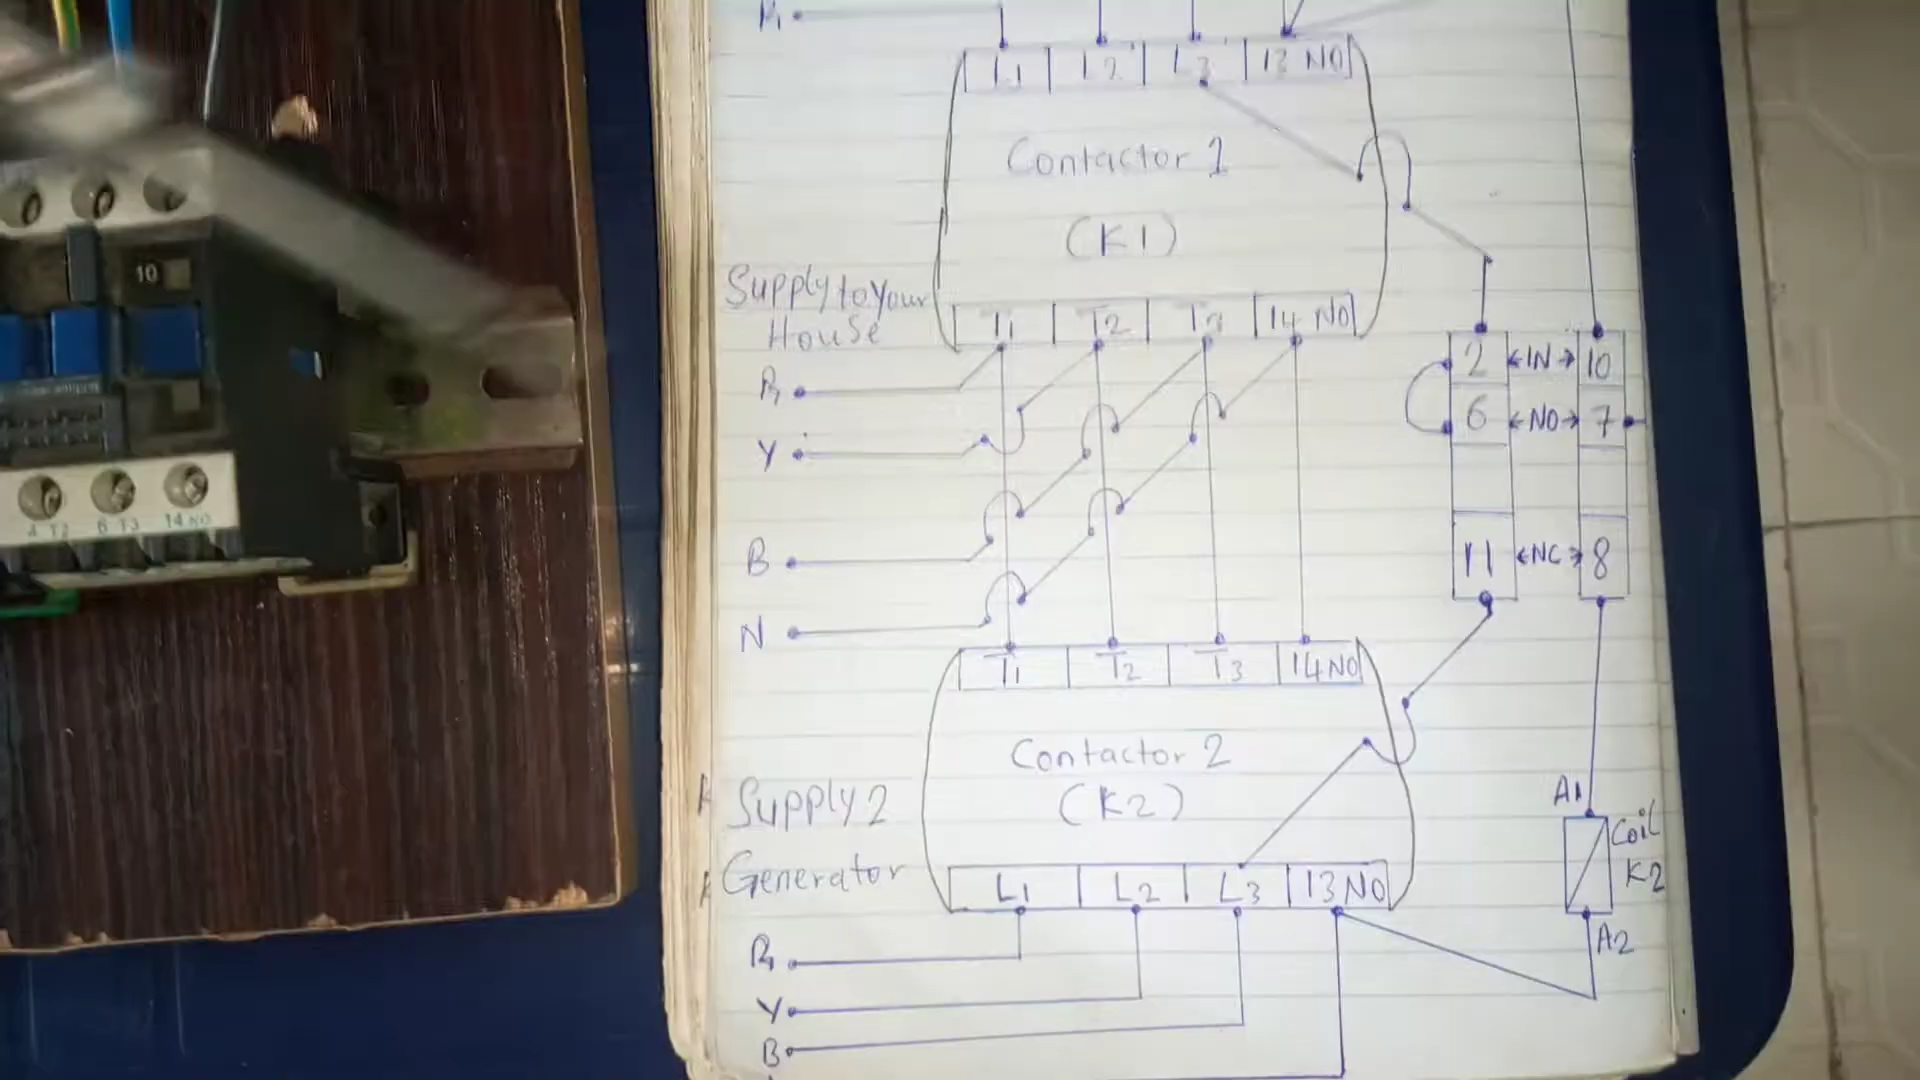 R
L1 L2 L3 13 NO
Contactor 1
(K1)
Supply to Your
House
T1 T2 T3 14 NO
R
Y
B
N
2 ←IN→ 10
6 ←NO→ 7
11 ←NC→ 8
T1 T2 T3 14 NO
Contactor 2
(K2)
Supply 2
Generator
L1 L2 L3 13 NO
R
Y
B
A1
Coil
K2
A2
10
4 T2 6 T3 14 NO